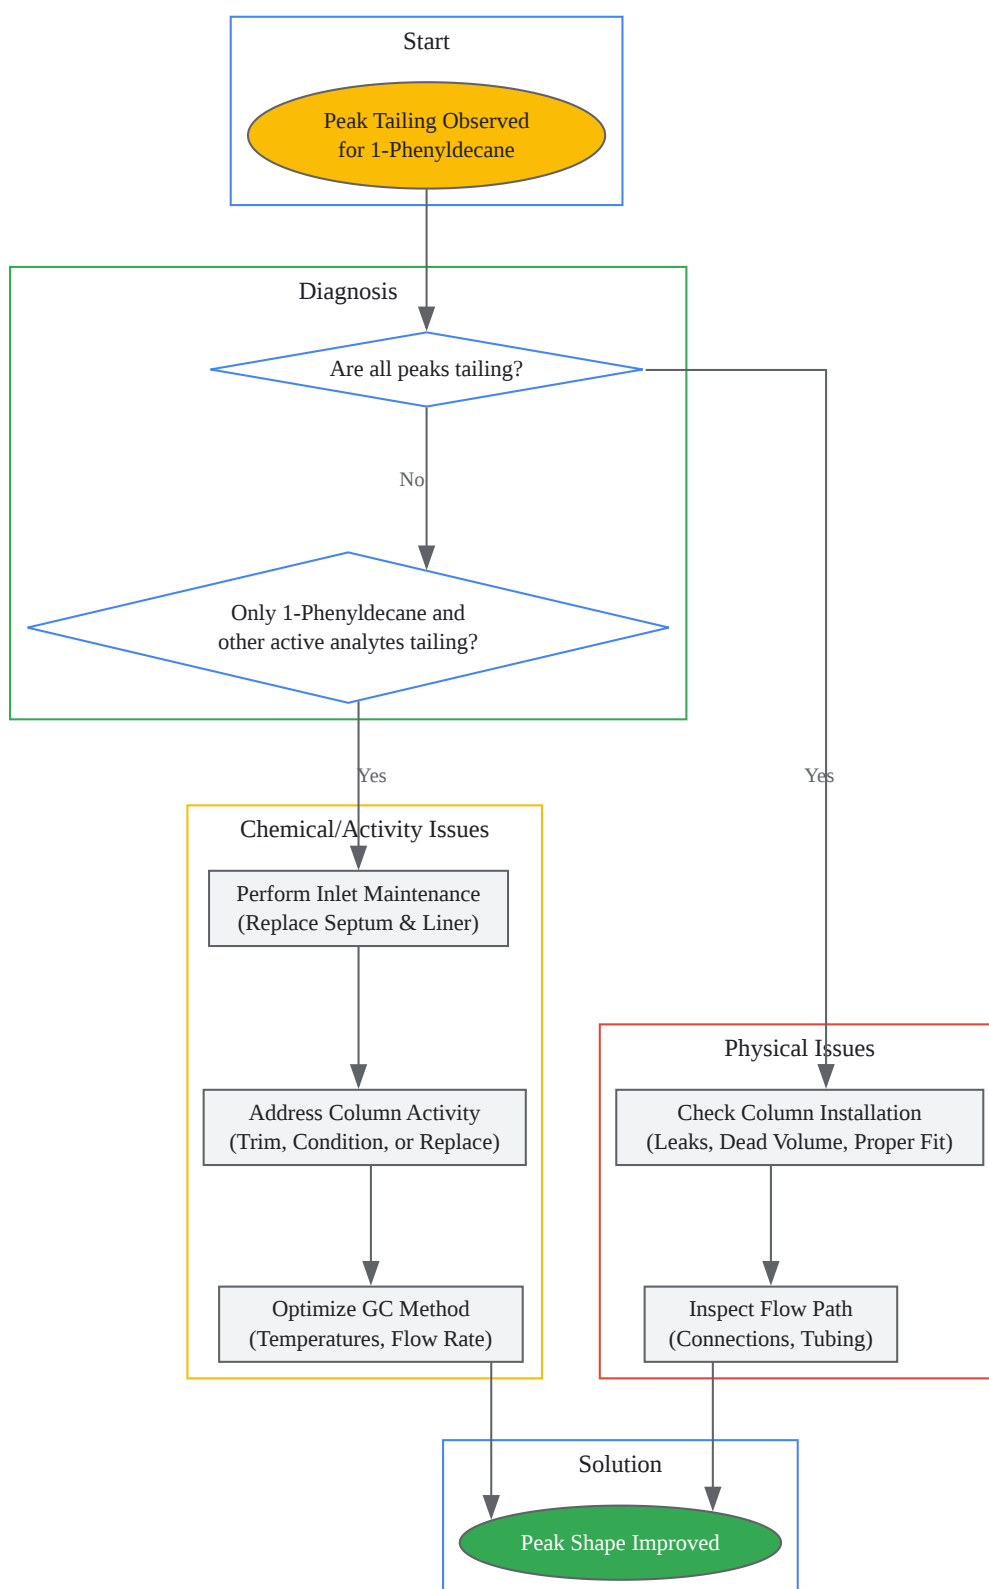 Start
Peak Tailing Observed
for 1-Phenyldecane
Diagnosis
Are all peaks tailing?
No
Only 1-Phenyldecane and
other active analytes tailing?
Yes
Yes
Chemical/Activity Issues
Perform Inlet Maintenance
(Replace Septum & Liner)
Physical Issues
Address Column Activity
(Trim, Condition, or Replace)
Check Column Installation
(Leaks, Dead Volume, Proper Fit)
Optimize GC Method
(Temperatures, Flow Rate)
Inspect Flow Path
(Connections, Tubing)
Solution
Peak Shape Improved